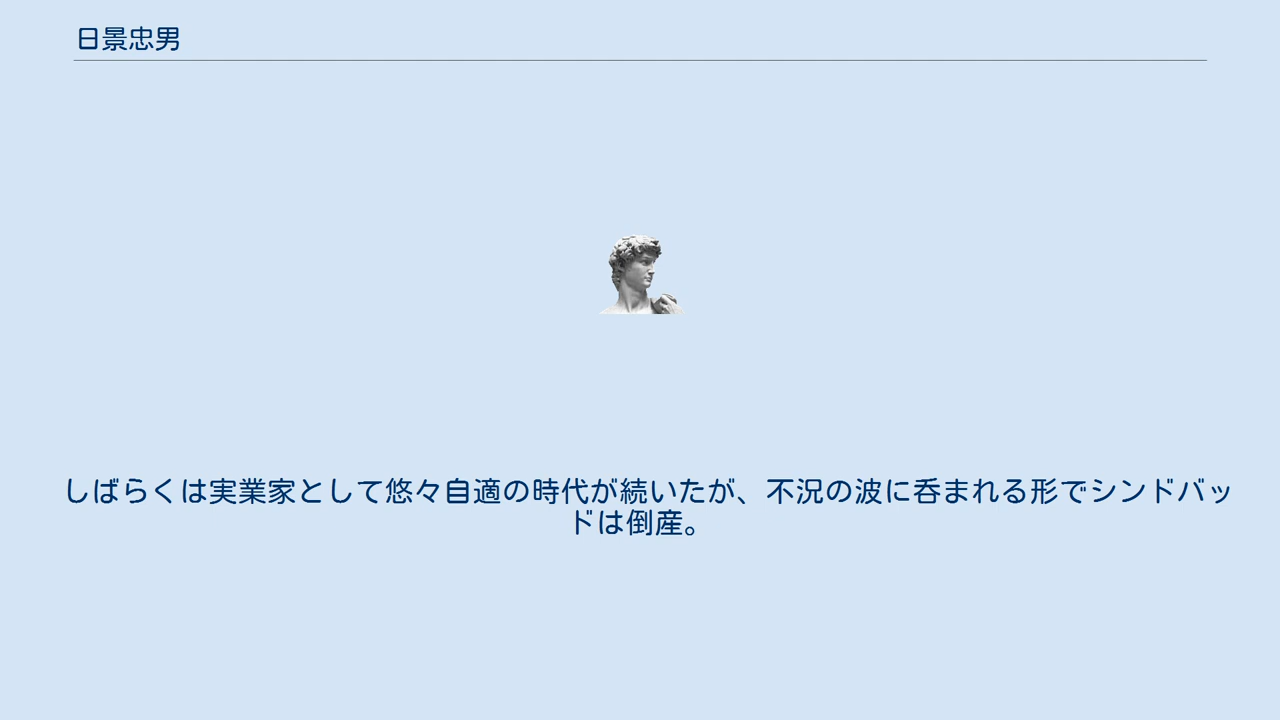 日景忠男
しばらくは実業家として悠々自適の時代が続いたが、不況の波に呑まれる形でシンドバッ
ドは倒産。